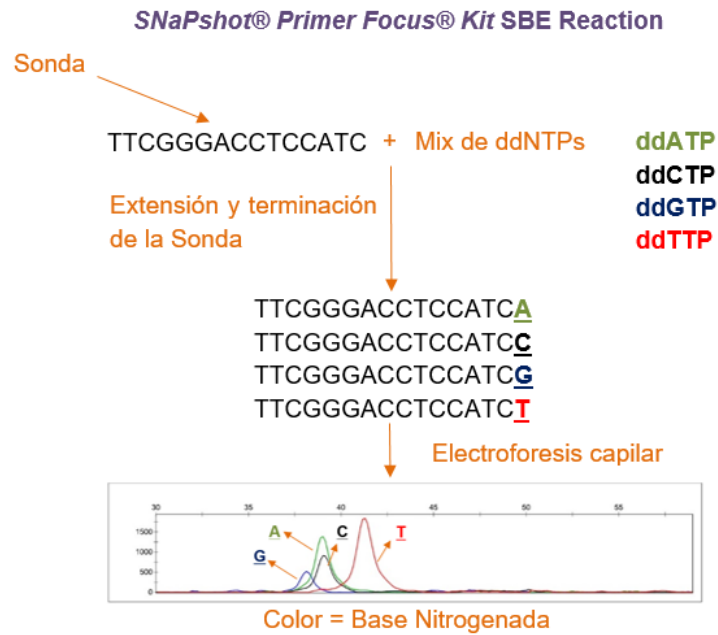 SNaPshot® Primer Focus® Kit SBE Reaction
Sonda
TTCGGGACCTCCATC + Mix de ddNTPs
ddATP
ddCTP
ddGTP
ddTTP
Extensión y terminación
de la Sonda
TTCGGGACCTCCATCA
TTCGGGACCTCCATCC
TTCGGGACCTCCATCG
TTCGGGACCTCCATCT
Electroforesis capilar
30 35 40 45 50 55
1500
1000
500
0
A C T
G
Color = Base Nitrogenada